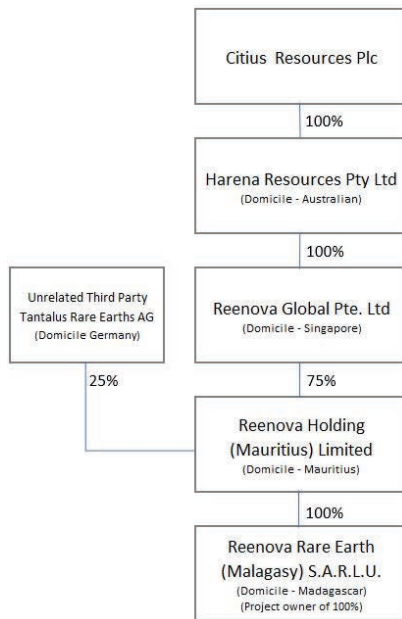 Citius Resources Plc
100%
Harena Resources Pty Ltd
(Domicile - Australian)
100%
Unrelated Third Party
Tantalus Rare Earths AG
(Domicile Germany)
Reenova Global Pte. Ltd
(Domicile - Singapore)
25%
75%
Reenova Holding
(Mauritius) Limited
(Domicile - Mauritius)
100%
Reenova Rare Earth
(Malagasy) S.A.R.L.U.
(Domicile - Madagascar)
(Project owner of 100%)